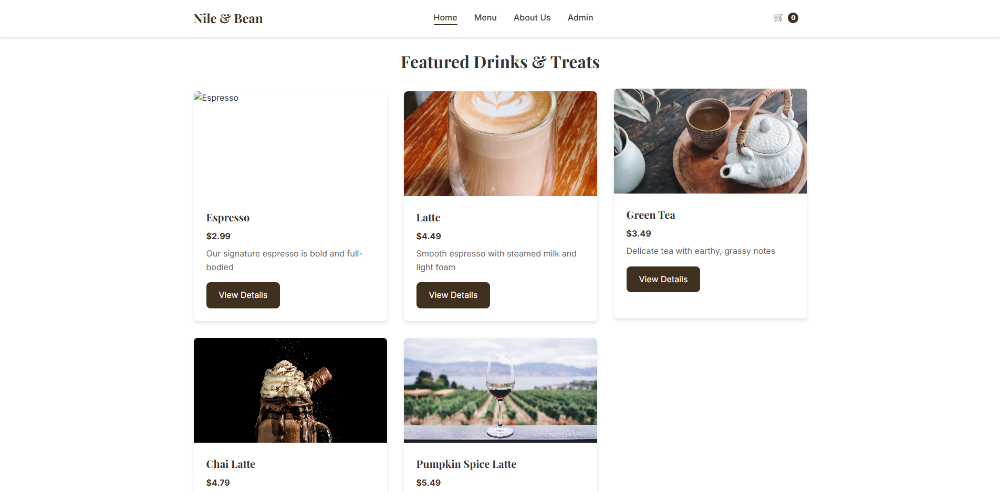 Nile & Bean
Home
Menu
About Us
Admin
0
Featured Drinks & Treats
Espresso
Espresso
$2.99
Our signature espresso is bold and full-
bodied
View Details
Latte
$4.49
Smooth espresso with steamed milk and
light foam
View Details
Green Tea
$3.49
Delicate tea with earthy, grassy notes
View Details
Chai Latte
$4.79
Pumpkin Spice Latte
$5.49